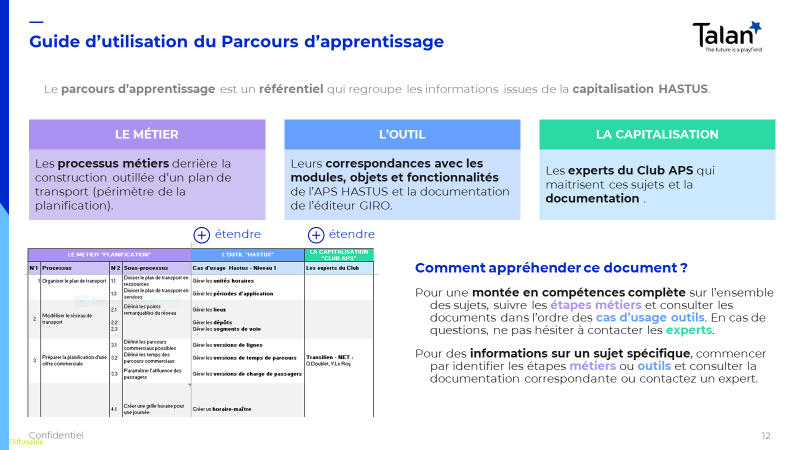 Guide d'utilisation du Parcours d'apprentissage
Talan
The future is a playfield
Le parcours d'apprentissage est un référentiel qui regroupe les informations issues de la capitalisation HASTUS.
LE MÉTIER
Les processus métiers derrière la
construction outillée d'un plan de
transport (périmètre de la
planification).
L'OUTIL
Leurs correspondances avec les
modules, objets et fonctionnalités
de l'APS HASTUS et la documentation
de l'éditeur GIRO.
LA CAPITALISATION
Les experts du Club APS qui
maitrisent ces sujets et la
documentation .
étendre
étendre
LE METIER "PLANIFICATION"
L'OUTIL "HASTUS"
LA CAPITALISATION
"CLUB APS"
N°1 Processus N°2 Sous-processus Cas d'usage Hastus - Niveau 1 Les experts du Club
1 Organiser le plan de transport 1.1 Diviser le plan de transport en
ressources
Gérer les unités horaires
1.3 Diviser le plan de transport en
services
Gérer les périodes d'application
2 Modéliser le réseau de
transport
2.1 Définir les points
remarquables du réseau
Gérer les lieux
2.2 Gérer les dépôts
2.3 Gérer les segments de voie
3 Préparer la planification d'une
offre commerciale
3.1 Définir les parcours
commerciaux possibles
Gérer les versions de lignes
3.2 Définir les temps de
parcours commerciaux
Gérer les versions de temps de parcours
3.3 Paramétrer l'affluence des
passagers
Gérer les versions de charge de passagers
Transilien - NET :
O.Doublet, Y.Le Roy
4.1 Créer une grille horaire pour
une journée
Créer un horaire-maître
Comment appréhender ce document ?
Pour une montée en compétences complète sur l'ensemble
des sujets, suivre les étapes métiers et consulter les
documents dans l'ordre des cas d'usage outils. En cas de
questions, ne pas hésiter à contacter les experts.
Pour des informations sur un sujet spécifique, commencer
par identifier les étapes métiers ou outils et consulter la
documentation correspondante ou contactez un expert.
Confidentiel
Diffusable
12